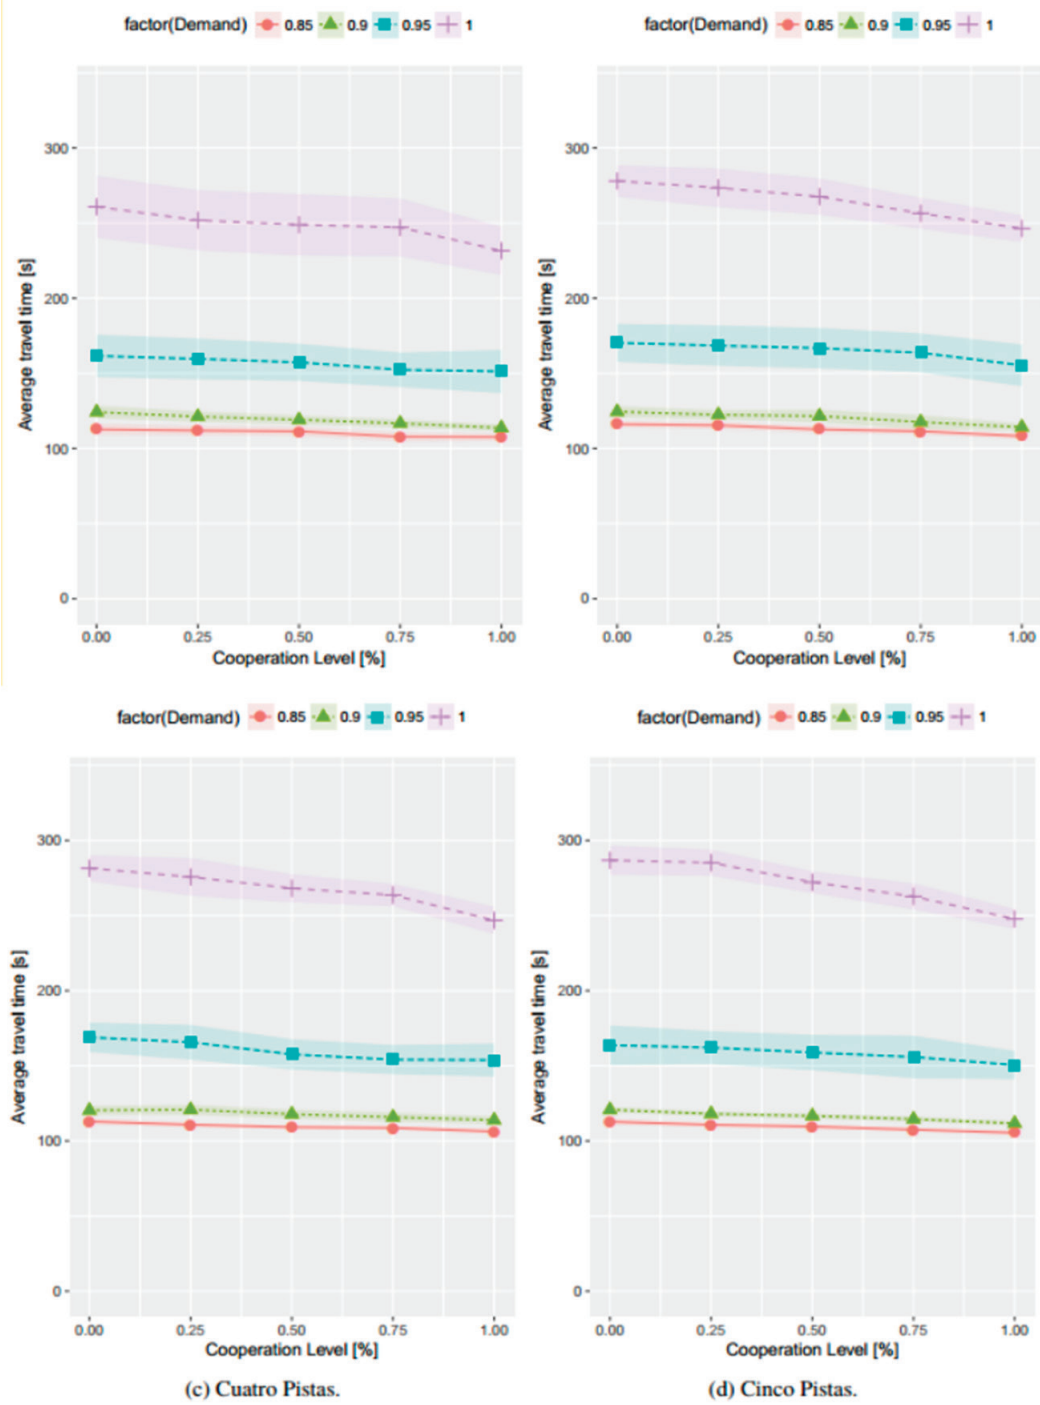 factor(Demand) 0.85 0.9 0.95 1
300
200
100
0
Average travel time [s]
0.00 0.25 0.50 0.75 1.00
Cooperation Level [%]
factor(Demand) 0.85 0.9 0.95 1
300
200
100
0
Average travel time [s]
0.00 0.25 0.50 0.75 1.00
Cooperation Level [%]
factor(Demand) 0.85 0.9 0.95 1
300
200
100
0
Average travel time [s]
0.00 0.25 0.50 0.75 1.00
Cooperation Level [%]
(c) Cuatro Pistas.
factor(Demand) 0.85 0.9 0.95 1
300
200
100
0
Average travel time [s]
0.00 0.25 0.50 0.75 1.00
Cooperation Level [%]
(d) Cinco Pistas.